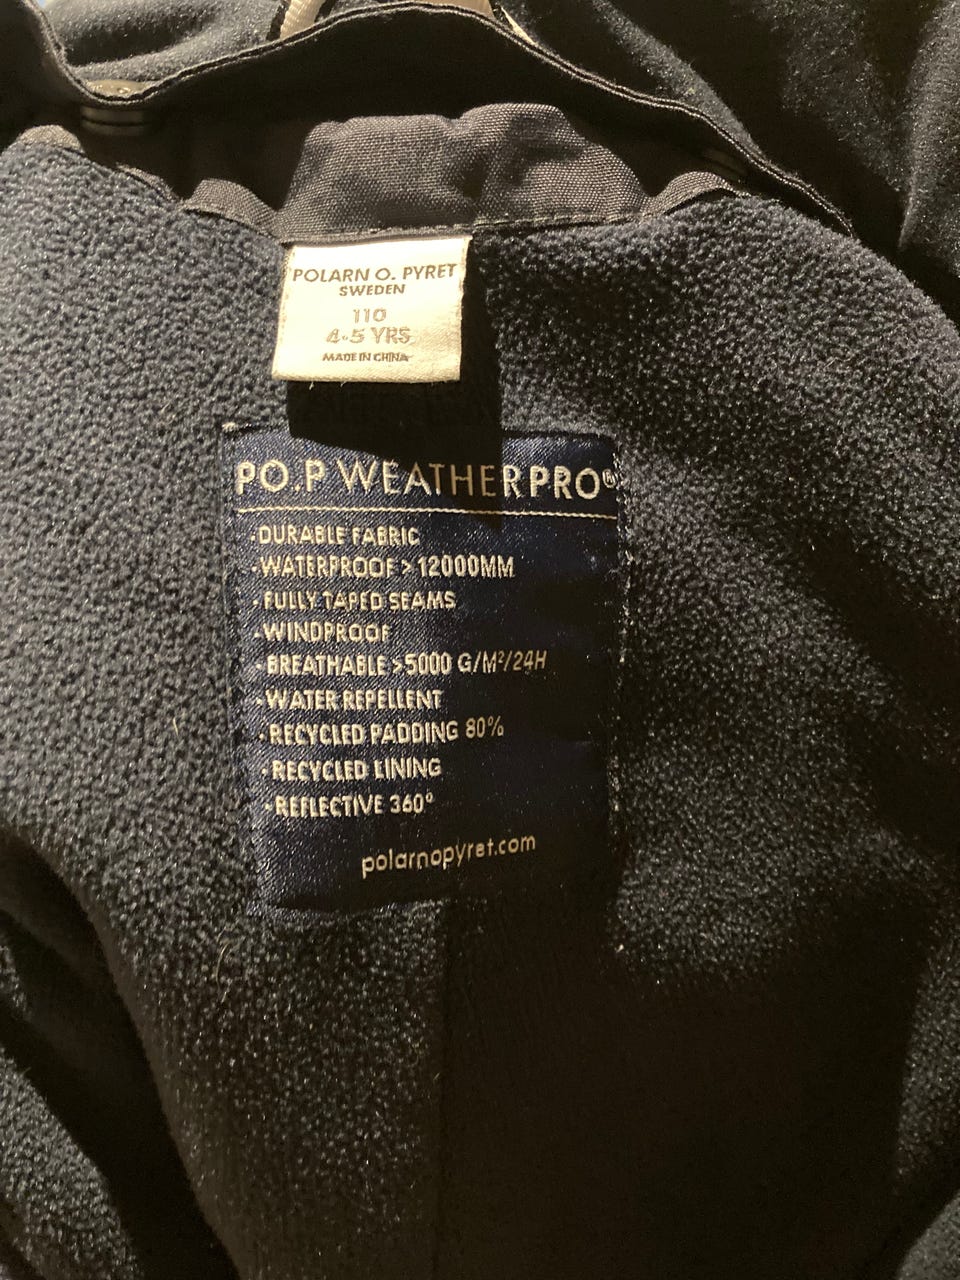 POLARN O. PYRET
SWEDEN
110
4-5 YRS
MADE IN CHINA
PO.P WEATHERPRO®
·DURABLE FABRIC
·WATERPROOF > 12000MM
·FULLY TAPED SEAMS
·WINDPROOF
·BREATHABLE >5000 G/M²/24H
·WATER REPELLENT
·RECYCLED PADDING 80%
·RECYCLED LINING
·REFLECTIVE 360°
polarnopyret.com